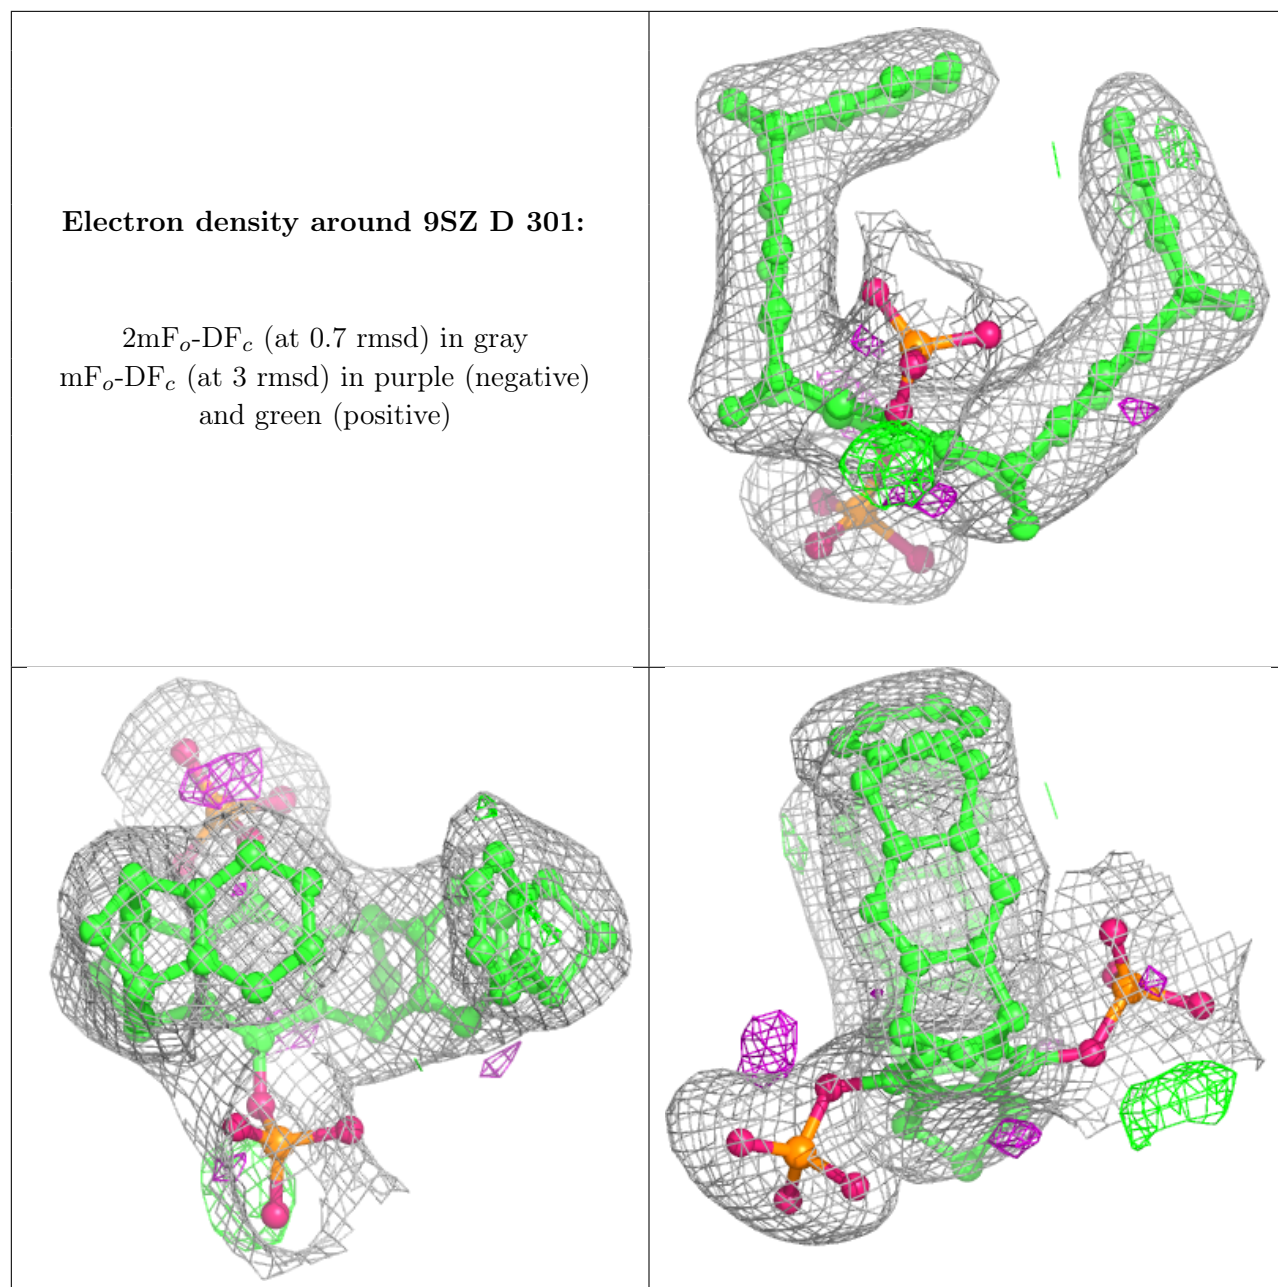 Electron density around 9SZ D 301:
2mFo-DFc (at 0.7 rmsd) in gray
mFo-DFc (at 3 rmsd) in purple (negative)
and green (positive)